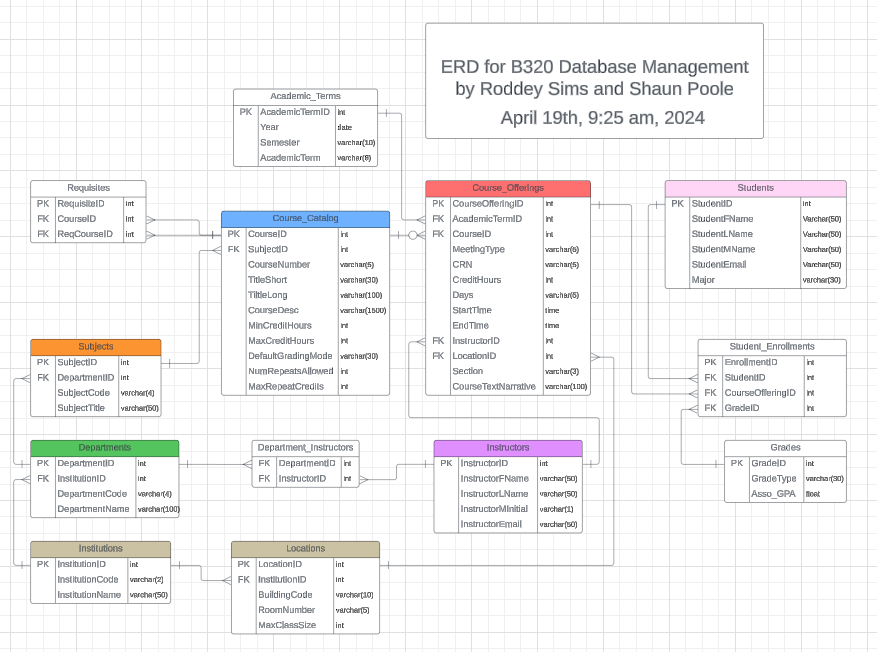 ERD for B320 Database Management
by Roddey Sims and Shaun Poole
April 19th, 9:25 am, 2024
Academic_Terms
PK AcademicTermID int
Year date
Semester varchar(10)
AcademicTerm varchar(8)
Requisites
PK RequisiteID int
FK CourseID int
FK ReqCourseID int
Course_Catalog
PK CourseID int
FK SubjectID int
CourseNumber varchar(5)
TitleShort varchar(30)
TiltleLong varchar(100)
CourseDesc varchar(1500)
MinCreditHours int
MaxCreditHours int
DefaultGradingMode varchar(30)
NumRepeatsAllowed int
MaxRepeatCredits int
Course_Offerings
PK CourseOfferingID int
FK AcademicTermID int
FK CourseID int
MeetingType varchar(6)
CRN varchar(5)
CreditHours int
Days varchar(6)
StartTime time
EndTime time
FK InstructorID int
FK LocationID int
Section varchar(3)
CourseTextNarrative varchar(100)
Students
PK StudentID int
StudentFName Varchar(50)
StudentLName Varchar(50)
StudentMName Varchar(50)
StudentEmail Varchar(50)
Major varchar(30)
Subjects
PK SubjectID int
FK DepartmentID int
SubjectCode varchar(4)
SubjectTitle varchar(50)
Student_Enrollments
PK EnrollmentID int
FK StudentID int
FK CourseOfferingID int
FK GradeID int
Departments
PK DepartmentID int
FK InstitutionID int
DepartmentCode varchar(4)
DepartmentName varchar(100)
Department_Instructors
FK DepartmentID int
FK InstructorID int
Instructors
PK InstructorID int
InstructorFName varchar(50)
InstructorLName varchar(50)
InstructorMInitial varchar(1)
InstructorEmail varchar(50)
Grades
PK GradeID int
GradeType varchar(30)
Asso_GPA float
Institutions
PK InstitutionID int
InstitutionCode varchar(2)
InstitutionName varchar(50)
Locations
PK LocationID int
FK InstitutionID int
BuildingCode varchar(10)
RoomNumber varchar(5)
MaxClassSize int